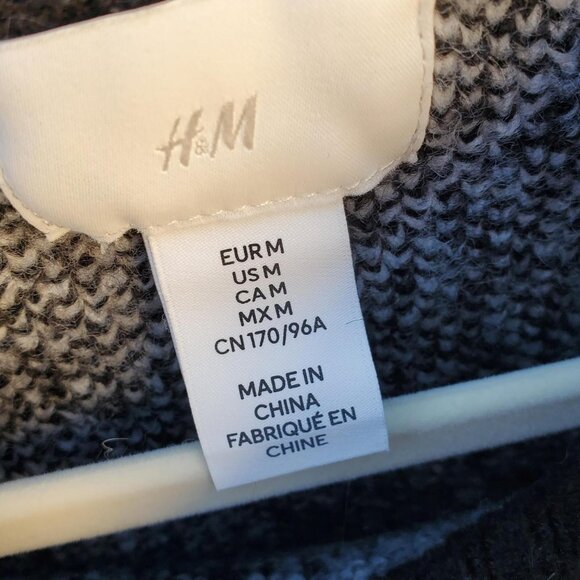 H&M
EUR M
US M
CA M
MX M
CN 170/96A
MADE IN
CHINA
FABRIQUÉ EN
CHINE